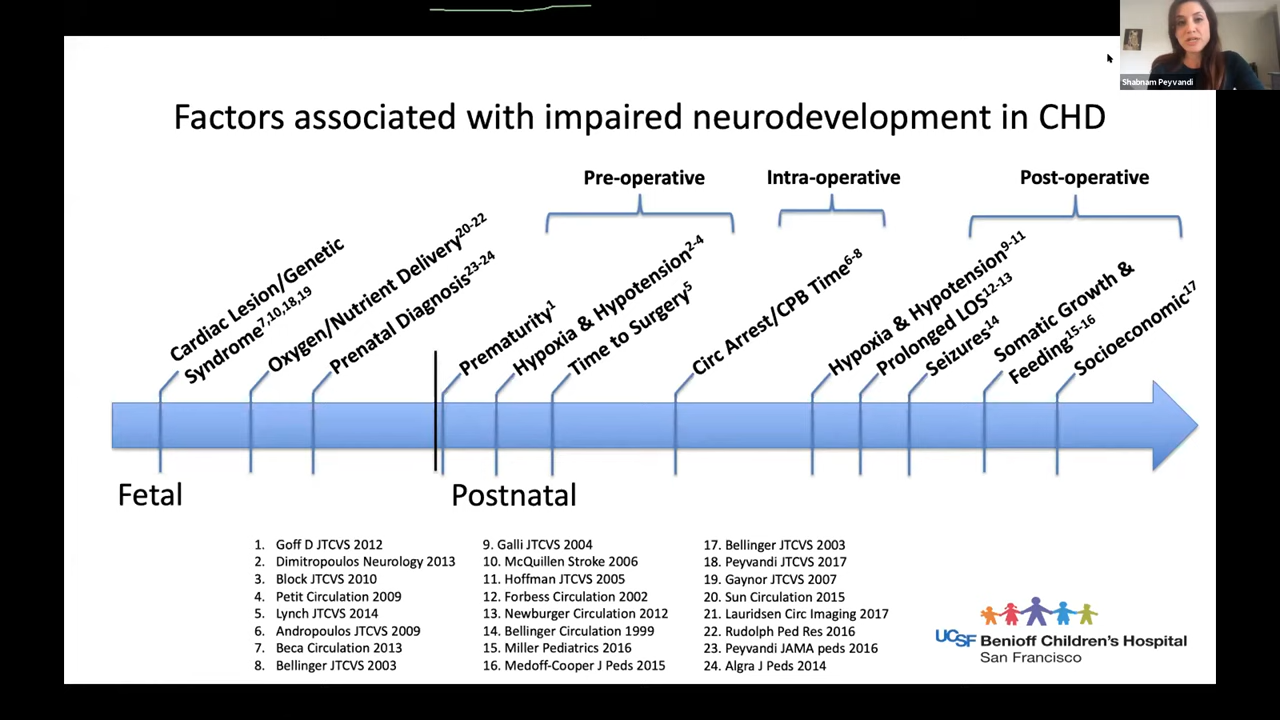 Shabnam Peyvandi
Factors associated with impaired neurodevelopment in CHD
Pre-operative
Intra-operative
Post-operative
Cardiac Lesion/Genetic
Syndrome7,10,18,19
Oxygen/Nutrient Delivery20-22
Prenatal Diagnosis23-24
Prematurity1
Hypoxia & Hypotension2-4
Time to Surgery5
Circ Arrest/CPB Time6-8
Hypoxia & Hypotension9-11
Prolonged LOS12-13
Seizures14
Somatic Growth &
Feeding15-16
Socioeconomic17
Fetal
Postnatal
1. Goff D JTCVS 2012
2. Dimitropoulos Neurology 2013
3. Block JTCVS 2010
4. Petit Circulation 2009
5. Lynch JTCVS 2014
6. Andropoulos JTCVS 2009
7. Beca Circulation 2013
8. Bellinger JTCVS 2003
9. Galli JTCVS 2004
10. McQuillen Stroke 2006
11. Hoffman JTCVS 2005
12. Forbess Circulation 2002
13. Newburger Circulation 2012
14. Bellinger Circulation 1999
15. Miller Pediatrics 2016
16. Medoff-Cooper J Peds 2015
17. Bellinger JTCVS 2003
18. Peyvandi JTCVS 2017
19. Gaynor JTCVS 2007
20. Sun Circulation 2015
21. Lauridsen Circ Imaging 2017
22. Rudolph Ped Res 2016
23. Peyvandi JAMA peds 2016
24. Algra J Peds 2014
UCSF Benioff Children's Hospital
San Francisco